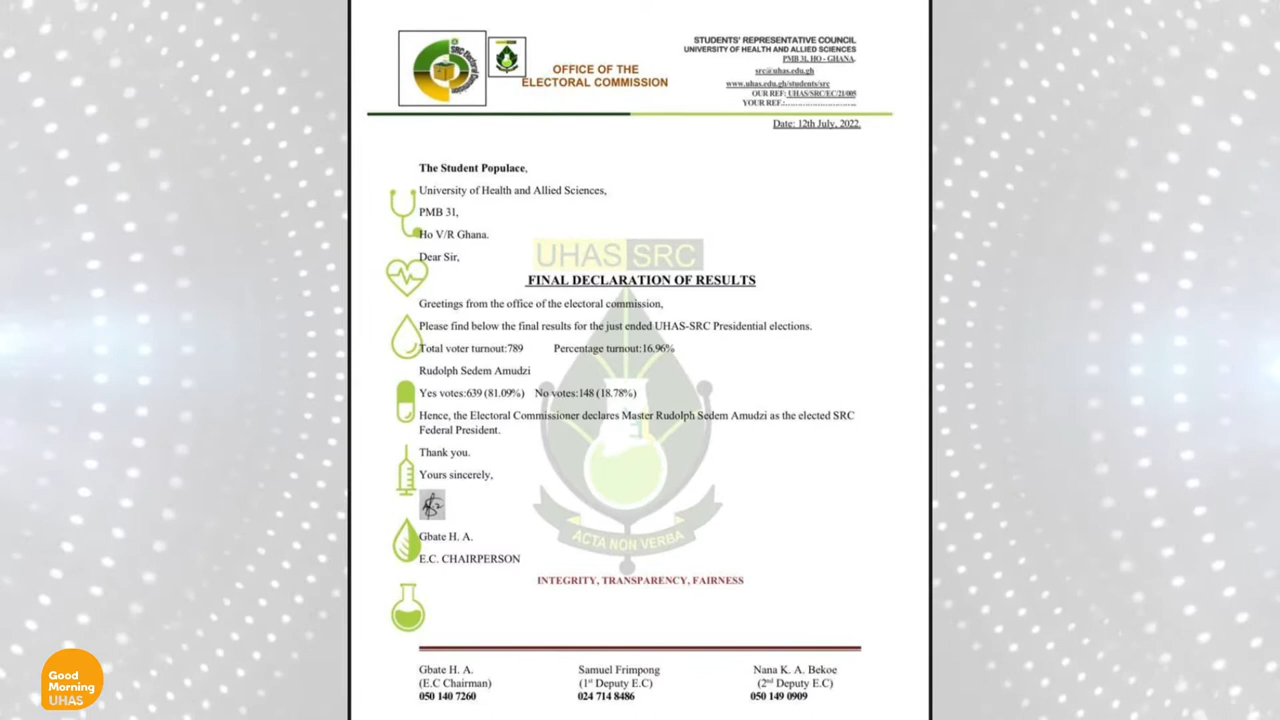 SRC Electoral Commission
OFFICE OF THE
ELECTORAL COMMISSION
STUDENTS' REPRESENTATIVE COUNCIL
UNIVERSITY OF HEALTH AND ALLIED SCIENCES
PMB 31, HO - GHANA.
src@uhas.edu.gh
www.uhas.edu.gh/students/src
OUR REF: UHAS/SRC/EC/21/005
YOUR REF.:............................
Date: 12th July, 2022.
The Student Populace,
University of Health and Allied Sciences,
PMB 31,
Ho V/R Ghana.
Dear Sir,
UHAS SRC
FINAL DECLARATION OF RESULTS
Greetings from the office of the electoral commission,
Please find below the final results for the just ended UHAS-SRC Presidential elections.
Total voter turnout:789 Percentage turnout:16.96%
Rudolph Sedem Amudzi
Yes votes:639 (81.09%) No votes:148 (18.78%)
Hence, the Electoral Commissioner declares Master Rudolph Sedem Amudzi as the elected SRC
Federal President.
Thank you.
Yours sincerely,
Gbate H. A.
ACTA NON VERBA
E.C. CHAIRPERSON
INTEGRITY, TRANSPARENCY, FAIRNESS
Gbate H. A.
(E.C Chairman)
050 140 7260
Samuel Frimpong
(1st Deputy E.C)
024 714 8486
Nana K. A. Bekoe
(2nd Deputy E.C)
050 149 0909
Good
Morning
UHAS